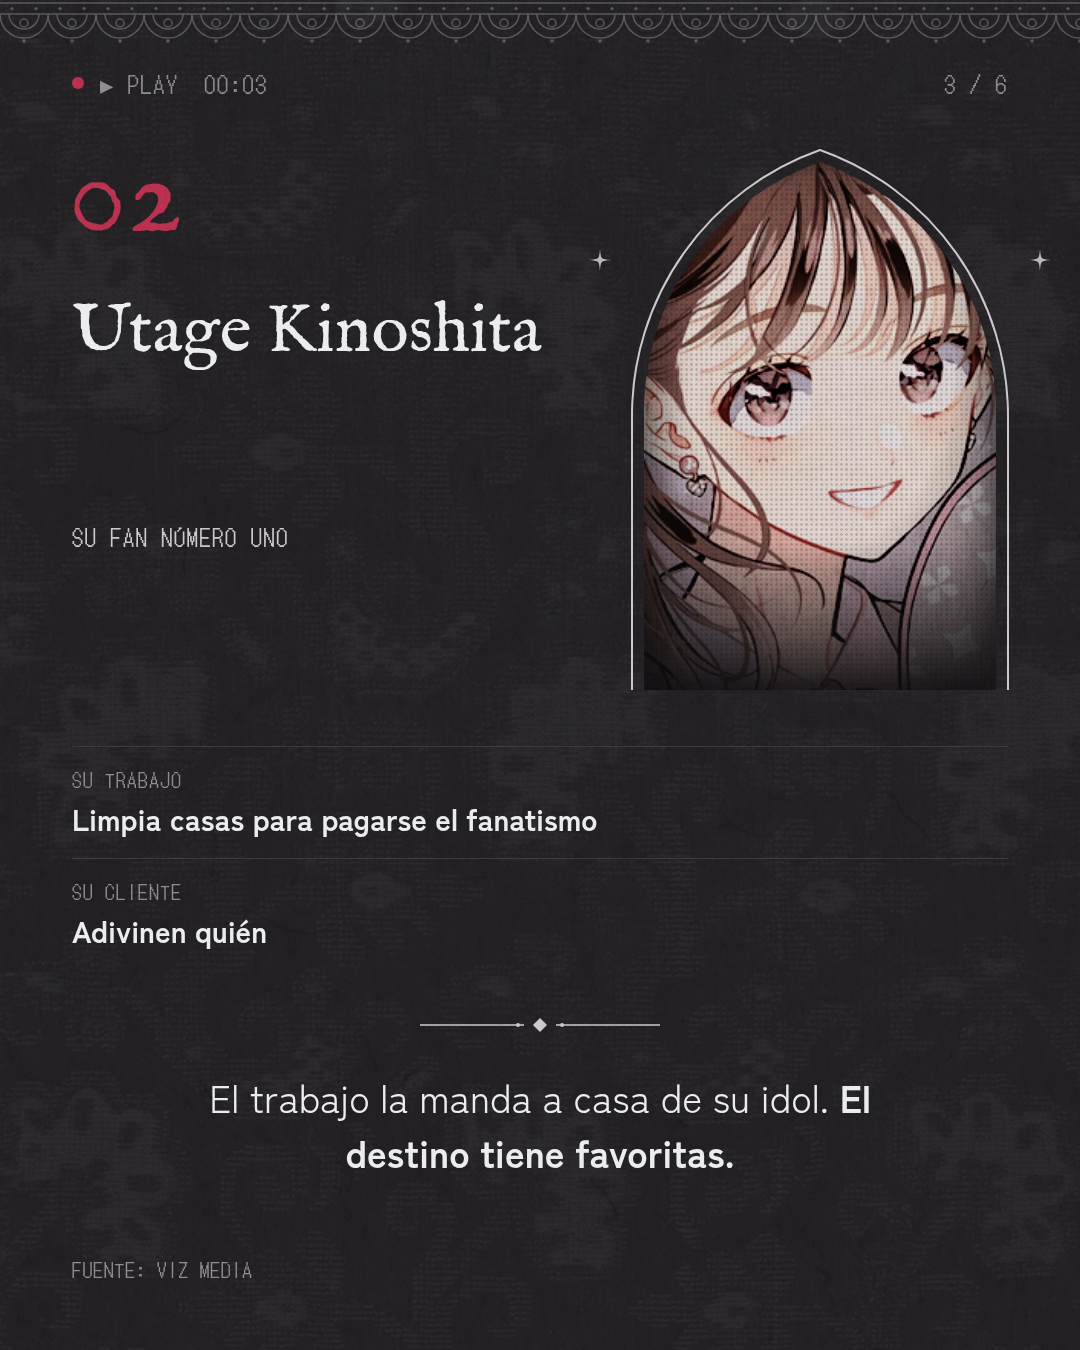 ▶ PLAY 00:03
3 / 6
02
Utage Kinoshita
SU FAN NÚMERO UNO
SU TRABAJO
Limpia casas para pagarse el fanatismo
SU CLIENTE
Adivinen quién
El trabajo la manda a casa de su idol. El
destino tiene favoritas.
FUENTE: VIZ MEDIA